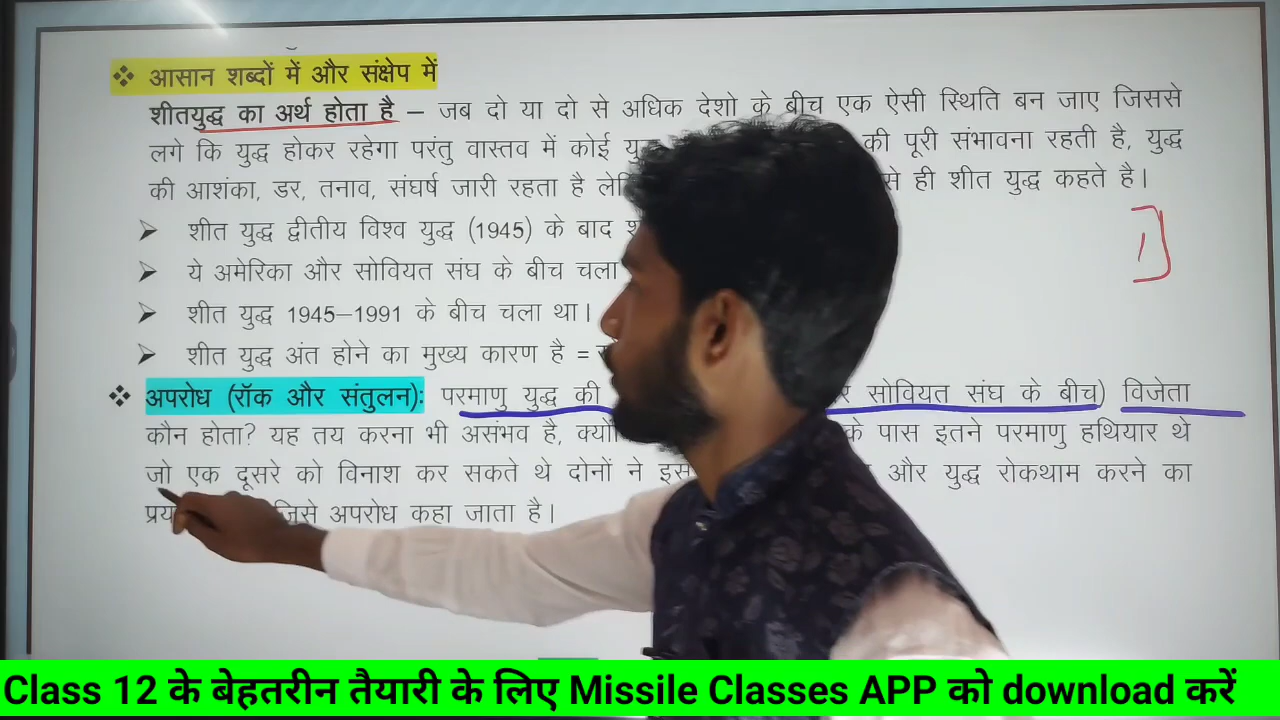 ❖ आसान शब्दों में और संक्षेप में
शीतयुद्ध का अर्थ होता है – जब दो या दो से अधिक देशो के बीच एक ऐसी स्थिति बन जाए जिससे
लगे कि युद्ध होकर रहेगा परंतु वास्तव में कोई की पूरी संभावना रहती है, युद्ध
की आशंका, डर, तनाव, संघर्ष जारी रहता है ही शीत युद्ध कहते है।
➢ शीत युद्ध द्वितीय विश्व युद्ध (1945) के बाद
➢ ये अमेरिका और सोवियत संघ के बीच चला
➢ शीत युद्ध 1945–1991 के बीच चला था।
➢ शीत युद्ध अंत होने का मुख्य कारण है =
1]
❖ अपरोध (रॉक और संतुलन): परमाणु युद्ध की सोवियत संघ के बीच) विजेता
कौन होता? यह तय करना भी असंभव है, के पास इतने परमाणु हथियार थे
जो एक दूसरे को विनाश कर सकते थे दोनों ने और युद्ध रोकथाम करने का
जिसे अपरोध कहा जाता है।
Class 12 के बेहतरीन तैयारी के लिए Missile Classes APP को download करें